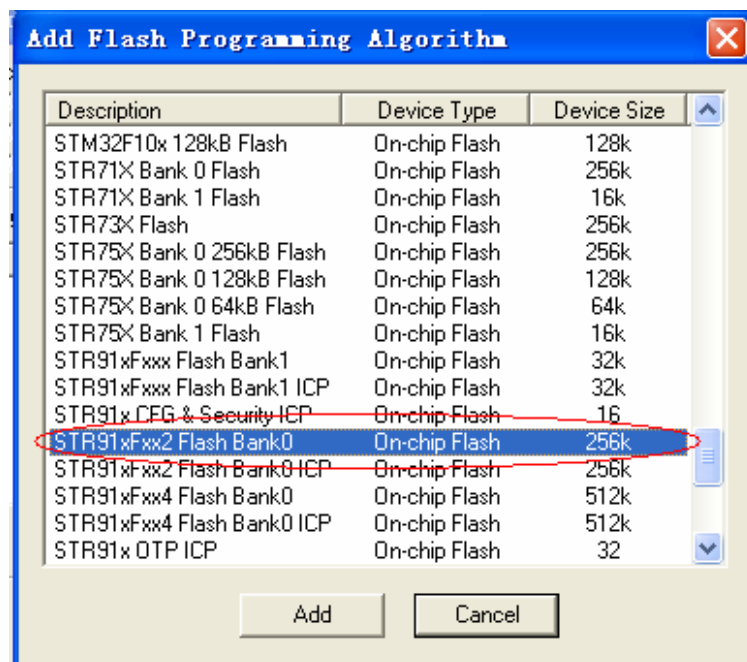 Add Flash Programming Algorithm
Description Device Type Device Size
STM32F10x 128kB Flash On-chip Flash 128k
STR71X Bank 0 Flash On-chip Flash 256k
STR71X Bank 1 Flash On-chip Flash 16k
STR73X Flash On-chip Flash 256k
STR75X Bank 0 256kB Flash On-chip Flash 256k
STR75X Bank 0 128kB Flash On-chip Flash 128k
STR75X Bank 0 64kB Flash On-chip Flash 64k
STR75X Bank 1 Flash On-chip Flash 16k
STR91xFxxx Flash Bank1 On-chip Flash 32k
STR91xFxxx Flash Bank1 ICP On-chip Flash 32k
STR91x CFG & Security ICP On-chip Flash 16
STR91xFxx2 Flash Bank0 On-chip Flash 256k
STR91xFxx2 Flash Bank0 ICP On-chip Flash 256k
STR91xFxx4 Flash Bank0 On-chip Flash 512k
STR91xFxx4 Flash Bank0 ICP On-chip Flash 512k
STR91x OTP ICP On-chip Flash 32
Add Cancel